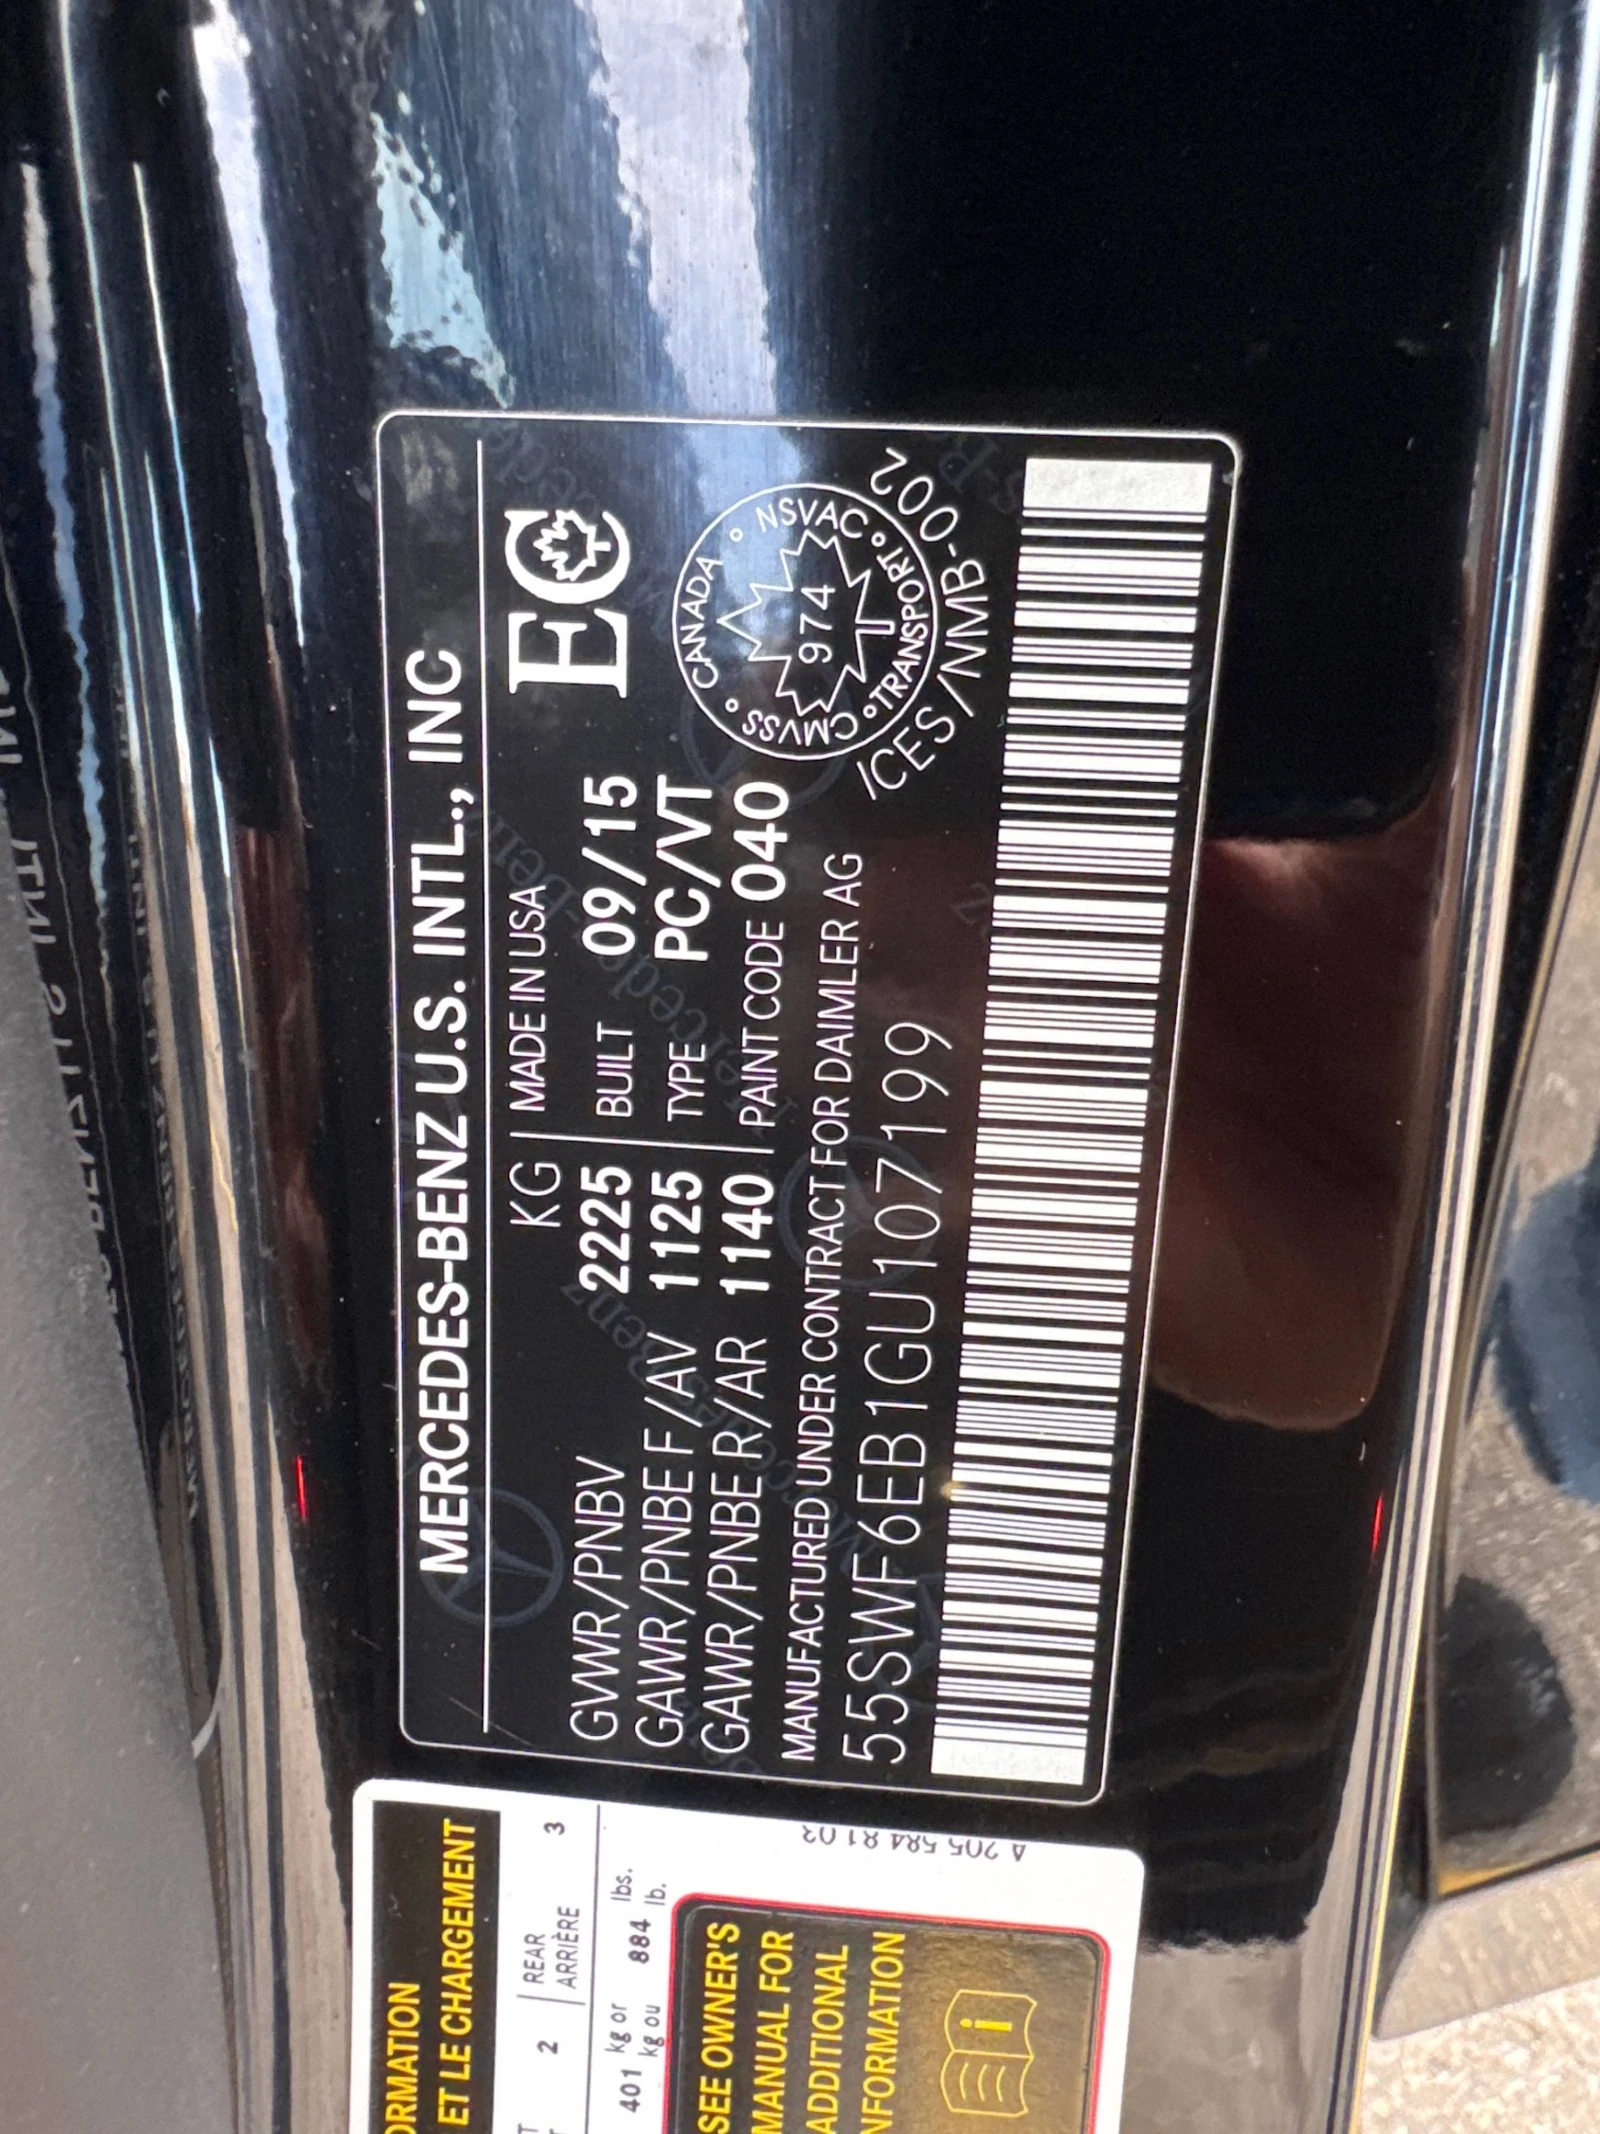 MERCEDES-BENZ U.S. INTL., INC
KG
MADE IN USA
GVWR/PNBV 2225 BUILT 09/15
GAWR/PNBE F/AV 1125 TYPE PC/VT
GAWR/PNBE R/AR 1140 PAINT CODE 040
MANUFACTURED UNDER CONTRACT FOR DAIMLER AG
55SWF6EB1GU107199
EC
CANADA
NSVAC
TRANSPORT
CMVSS
974
ICES/NMB-002
ET LE CHARGEMENT
2 REAR 3
ARRIÈRE
401 kg or 884 lbs.
kg ou lb.
SEE OWNER'S
MANUAL FOR
ADDITIONAL
A 205 584 81 02